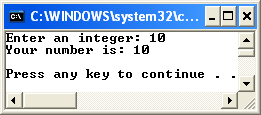 C:\WINDOWS\system32\c...
Enter an integer: 10
Your number is: 10
Press any key to continue . .